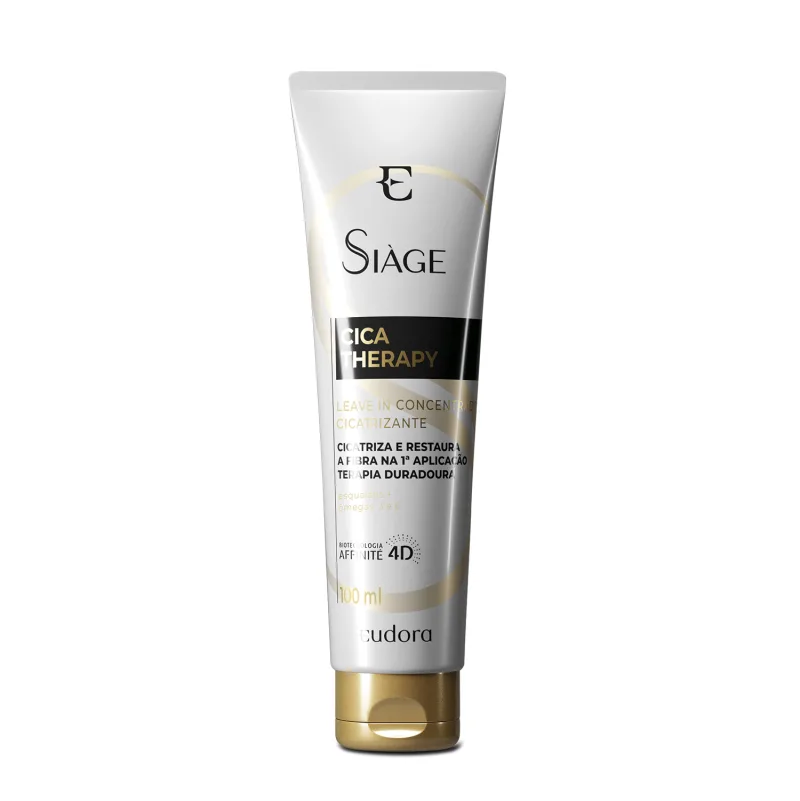 E
SIÀGE
CICA
THERAPY
LEAVE IN CONCENTR
CICATRIZANTE
CICATRIZA E RESTAURA
A FIBRA NA 1ª APLICAÇÃO
TERAPIA DURADOURA
BIOTECNOLOGIA
AFFINITÉ 4D
100 ml
eudora